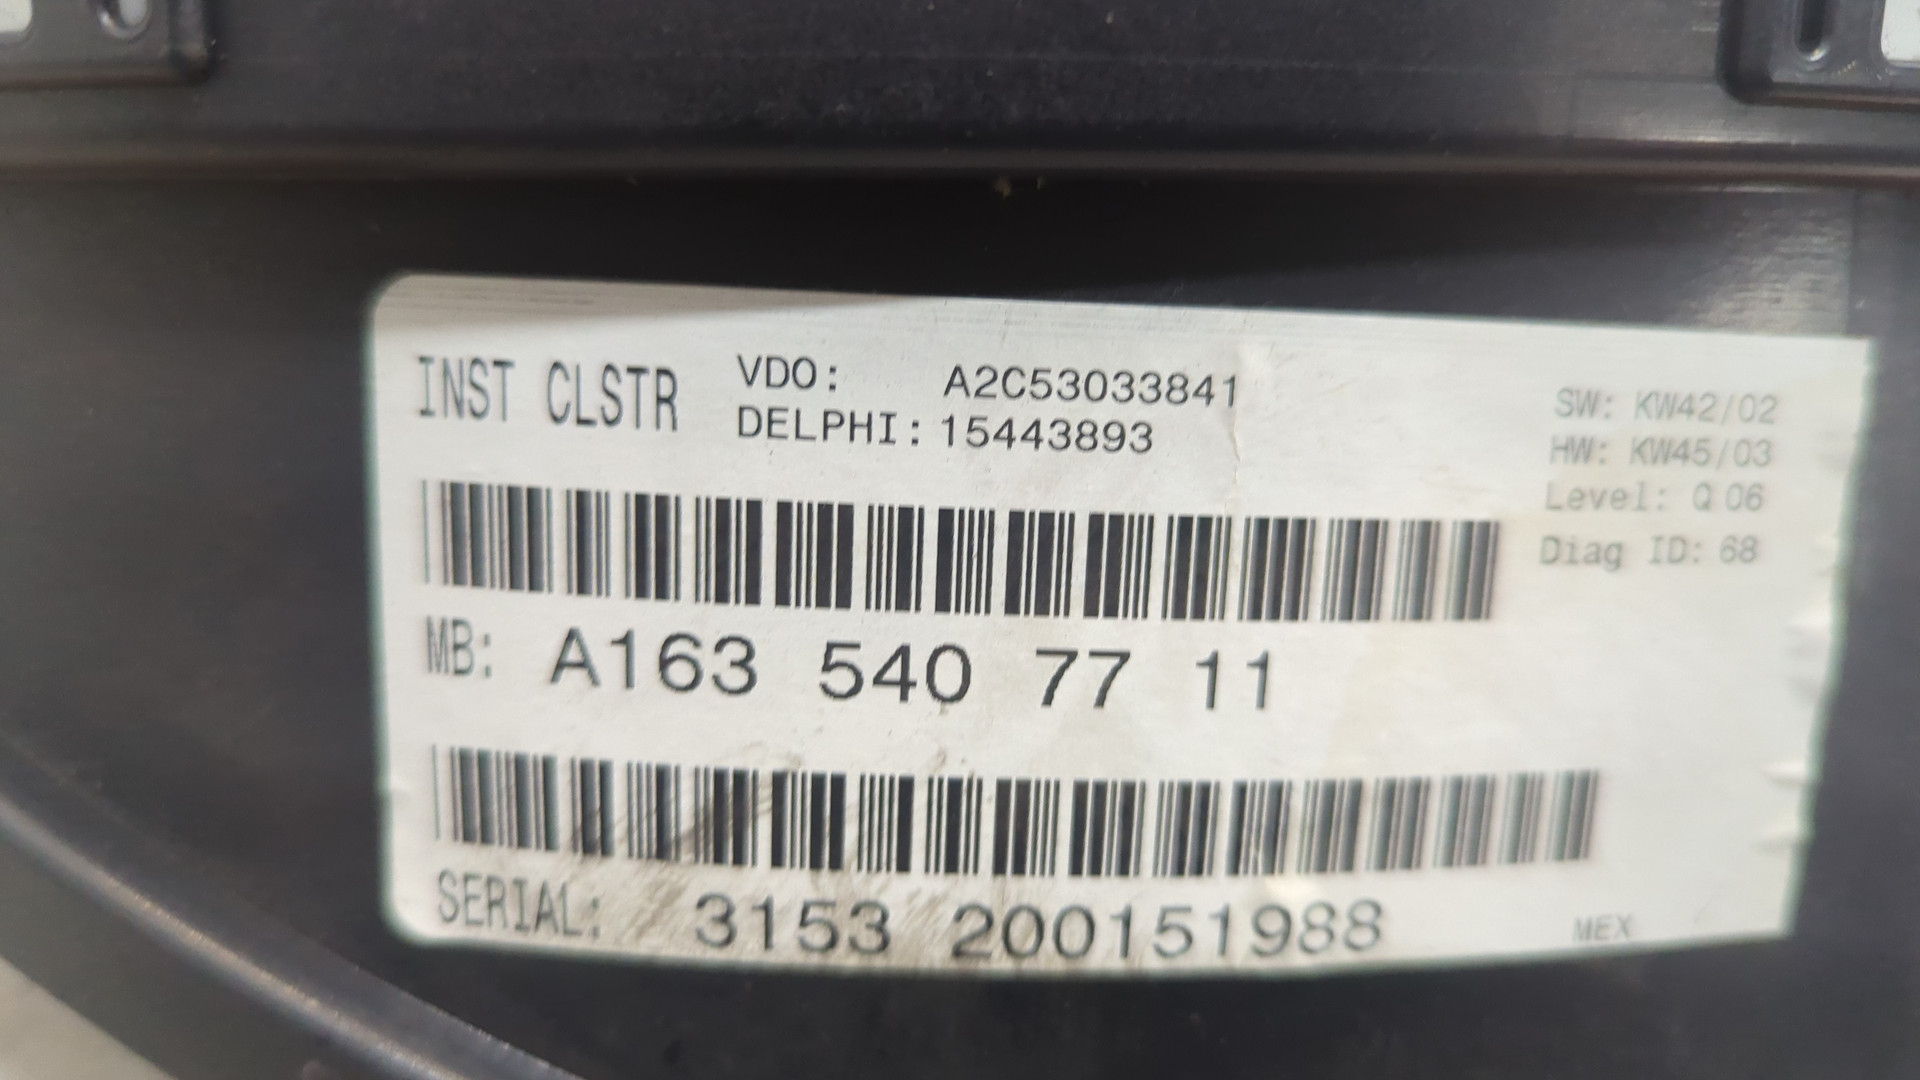 INST CLSTR VDO: A2C53033841
DELPHI: 15443893
SW: KW42/02
HW: KW45/03
Level: Q 06
Diag ID: 68
MB: A163 540 77 11
SERIAL: 3153 200151988
MEX